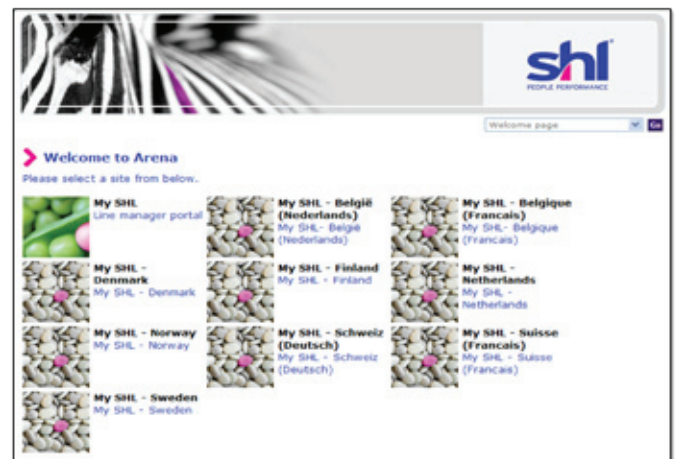 shl
PEOPLE PERFORMANCE
Welcome page
Go
Welcome to Arena
Please select a site from below.
My SHL
Line manager portal
My SHL - België
(Nederlands)
My SHL- België
(Nederlands)
My SHL - Belgique
(Francais)
My SHL- Belgique
(Francais)
My SHL -
Denmark
My SHL - Denmark
My SHL - Finland
My SHL - Finland
My SHL -
Netherlands
My SHL -
Netherlands
My SHL - Norway
My SHL - Norway
My SHL - Schweiz
(Deutsch)
My SHL - Schweiz
(Deutsch)
My SHL - Suisse
(Francais)
My SHL - Suisse
(Francais)
My SHL - Sweden
My SHL - Sweden